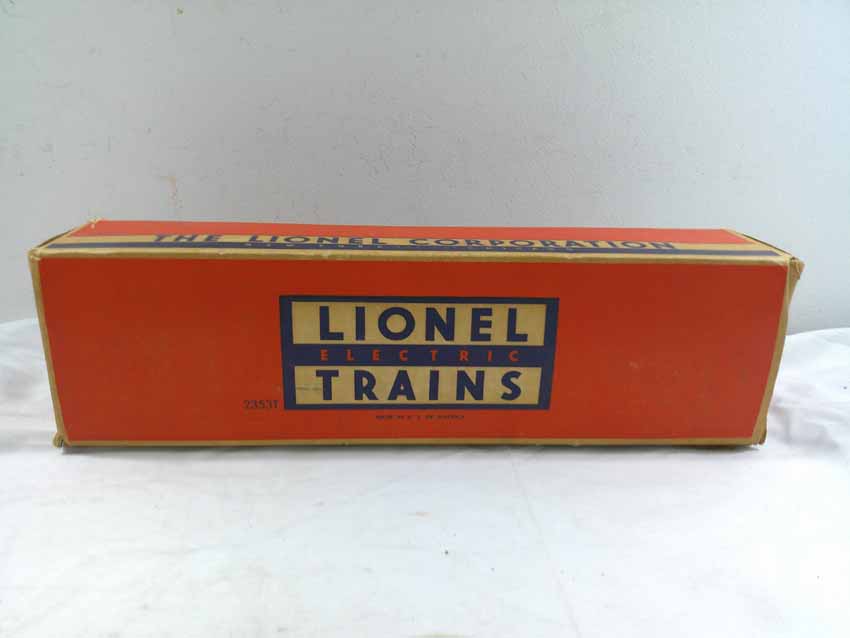 THE LIONEL CORPORATION
LIONEL
ELECTRIC
TRAINS
2353T